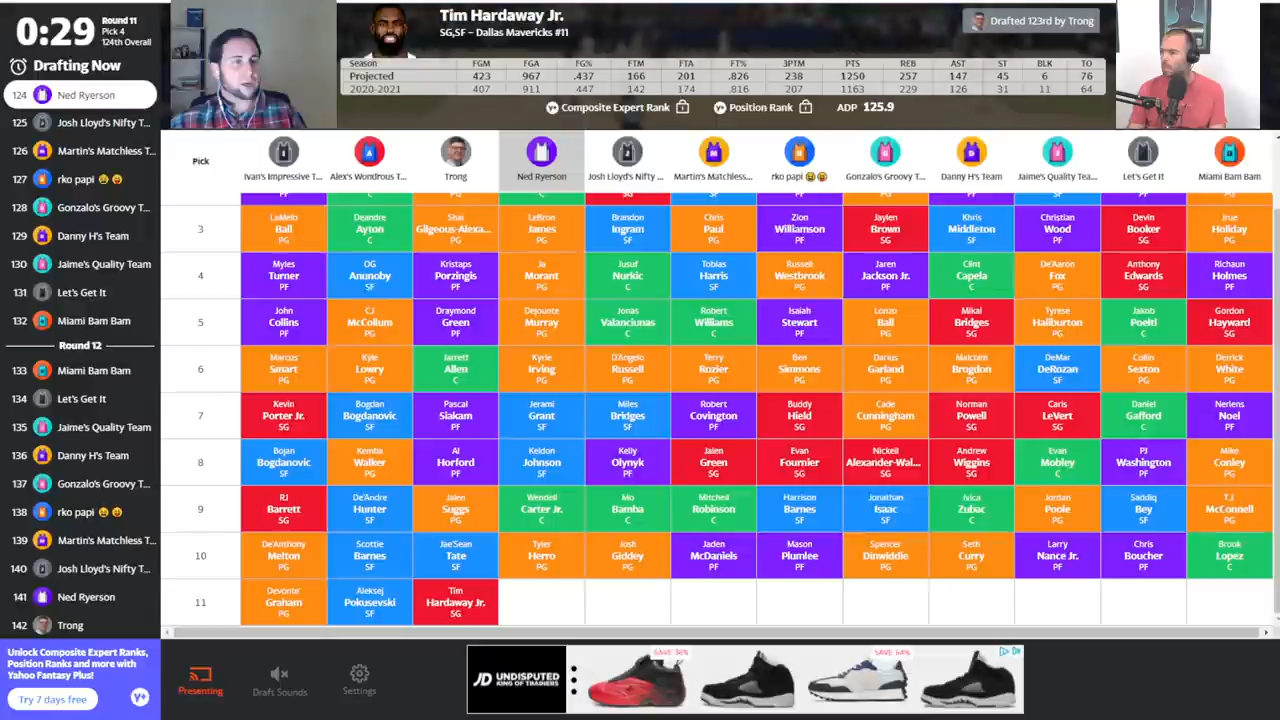 0:29
Round 11
Pick 4
124th Overall
Drafting Now
124 Ned Ryerson
125 Josh Lloyd's Nifty T...
126 Martin's Matchless T...
127 rko papi
128 Gonzalo's Groovy T...
129 Danny H's Team
130 Jaime's Quality Team
131 Let's Get It
132 Miami Bam Bam
Round 12
133 Miami Bam Bam
134 Let's Get It
135 Jaime's Quality Team
136 Danny H's Team
Gonzalo's Groovy T...
138 rko papi
139 Martin's Matchless T...
140 Josh Lloyd's Nifty T...
141 Ned Ryerson
142 Trong
Unlock Composite Expert Ranks,
Position Ranks and more with
Yahoo Fantasy Plus!
Try 7 days free
Y+
Tim Hardaway Jr.
SG,SF – Dallas Mavericks #11
Drafted 123rd by Trong
Season FGM FGA FG% FTM FTA FT% 3PTM PTS REB AST ST BLK TO
Projected 423 967 .437 166 201 .826 238 1250 257 147 45 6 76
2020-2021 407 911 .447 142 174 .816 207 1163 229 126 31 11 64
Composite Expert Rank Position Rank ADP 125.9
Pick Ivan's Impressive T... Alex's Wondrous T... Trong Ned Ryerson Josh Lloyd's Nifty ... Martin's Matchless... rko papi Gonzalo's Groovy T... Danny H's Team Jaime's Quality Tea... Let's Get It Miami Bam Bam
PF C PG C SG SF PF PF PF SF PF PG
LaMelo Deandre Shai LeBron Brandon Chris Zion Jaylen Khris Christian Devin Jrue
3 Ball Ayton Gilgeous-Alexa... James Ingram Paul Williamson Brown Middleton Wood Booker Holiday
PG C PG PG SF PG PF SG SF PF SG PG
Myles OG Kristaps Ja Jusuf Tobias Russell Jaren Clint De'Aaron Anthony Richaun
4 Turner Anunoby Porzingis Morant Nurkic Harris Westbrook Jackson Jr. Capela Fox Edwards Holmes
PF SF PF PG C SF PG PF C PG SG PF
John CJ Draymond Dejounte Jonas Robert Isaiah Lonzo Mikal Tyrese Jakob Gordon
5 Collins McCollum Green Murray Valanciunas Williams Stewart Ball Bridges Haliburton Poeltl Hayward
PF PG PF PG C C PF PG SG PG C SG
Marcus Kyle Jarrett Kyrie D'Angelo Terry Ben Darius Malcolm DeMar Collin Derrick
6 Smart Lowry Allen Irving Russell Rozier Simmons Garland Brogdon DeRozan Sexton White
PG PG C PG PG PG PG PG PG SF PG PG
Kevin Bogdan Pascal Jerami Miles Robert Buddy Cade Norman Caris Daniel Nerlens
7 Porter Jr. Bogdanovic Siakam Grant Bridges Covington Hield Cunningham Powell LeVert Gafford Noel
SG SF PF SF SF PF SG PG SG SG C PF
Bojan Kemba Al Keldon Kelly Jalen Evan Nickeil Andrew Evan PJ Mike
8 Bogdanovic Walker Horford Johnson Olynyk Green Fournier Alexander-Wal... Wiggins Mobley Washington Conley
SF PG PF SF PF SG SG SG SG C PF PG
RJ De'Andre Jalen Wendell Mo Mitchell Harrison Jonathan Ivica Jordan Saddiq T.J.
9 Barrett Hunter Suggs Carter Jr. Bamba Robinson Barnes Isaac Zubac Poole Bey McConnell
SG SF PG C C C SF SF C PG SF PG
De'Anthony Scottie Jae'Sean Tyler Josh Jaden Mason Spencer Seth Larry Chris Brook
10 Melton Barnes Tate Herro Giddey McDaniels Plumlee Dinwiddie Curry Nance Jr. Boucher Lopez
PG SF SF PG PG PF PF PG PG PF PF C
Devonte Aleksej Tim
11 Graham Pokusevski Hardaway Jr.
PG SF SG
Presenting Draft Sounds Settings
JD UNDISPUTED
KING OF TRAINERS
SAVE 64%